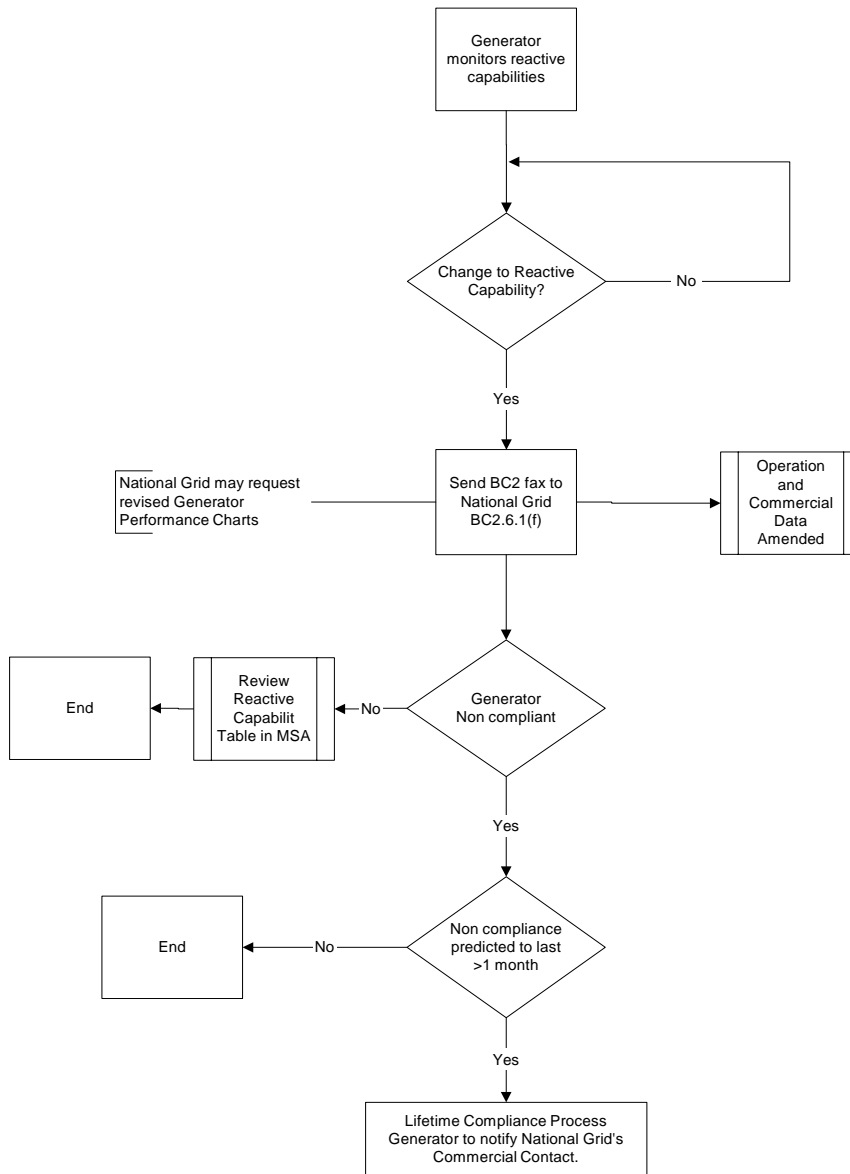 Generator
monitors reactive
capabilities
Change to Reactive
Capability?
No
Yes
National Grid may request
revised Generator
Performance Charts
Send BC2 fax to
National Grid
BC2.6.1(f)
Operation
and
Commercial
Data
Amended
End
Review
Reactive
Capabilit
Table in MSA
No
Generator
Non compliant
Yes
End
No
Non compliance
predicted to last
>1 month
Yes
Lifetime Compliance Process
Generator to notify National Grid's
Commercial Contact.